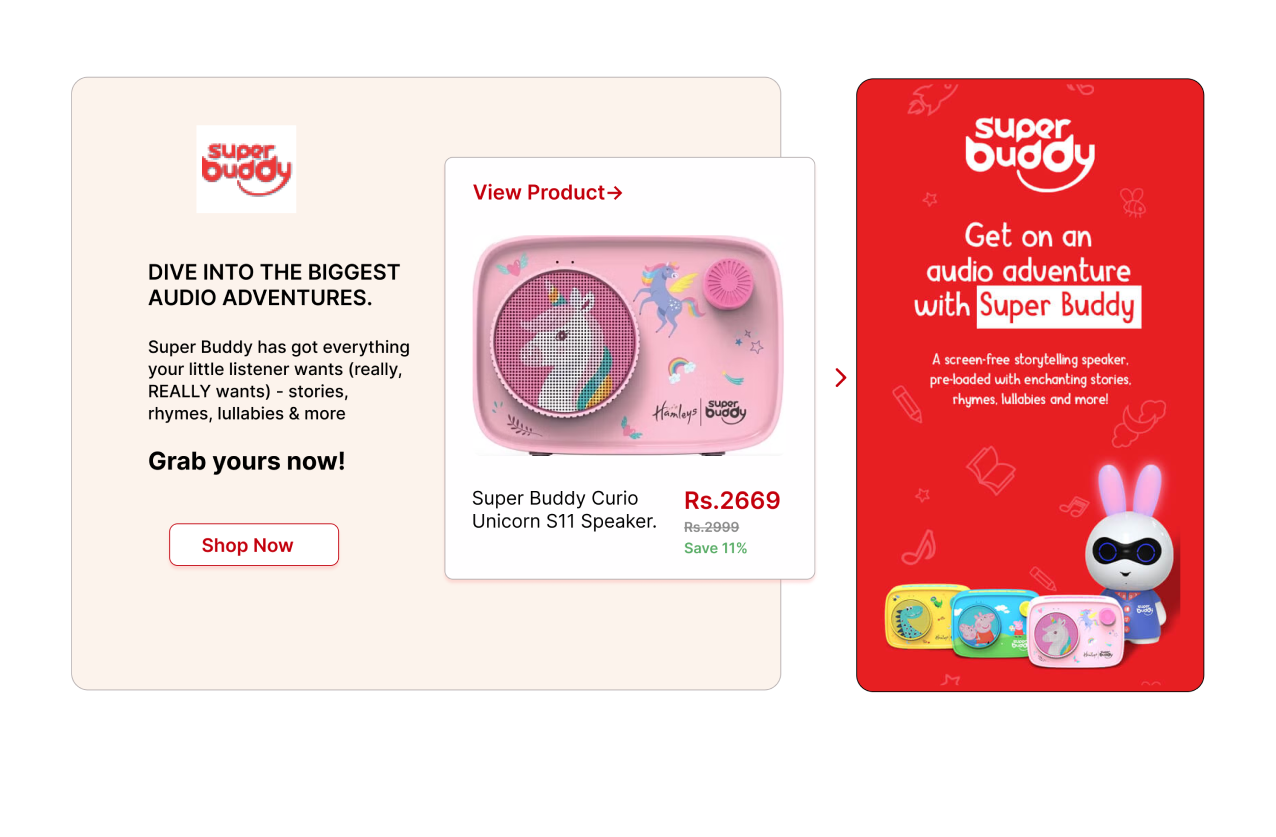 super
buddy
DIVE INTO THE BIGGEST
AUDIO ADVENTURES.
Super Buddy has got everything
your little listener wants (really,
REALLY wants) - stories,
rhymes, lullabies & more
Grab yours now!
Shop Now
View Product→
Hamleys | super
buddy
Super Buddy Curio
Unicorn S11 Speaker.
Rs.2669
Rs.2999
Save 11%
super
buddy
Get on an
audio adventure
with Super Buddy
A screen-free storytelling speaker,
pre-loaded with enchanting stories,
rhymes, lullabies and more!
super
buddy